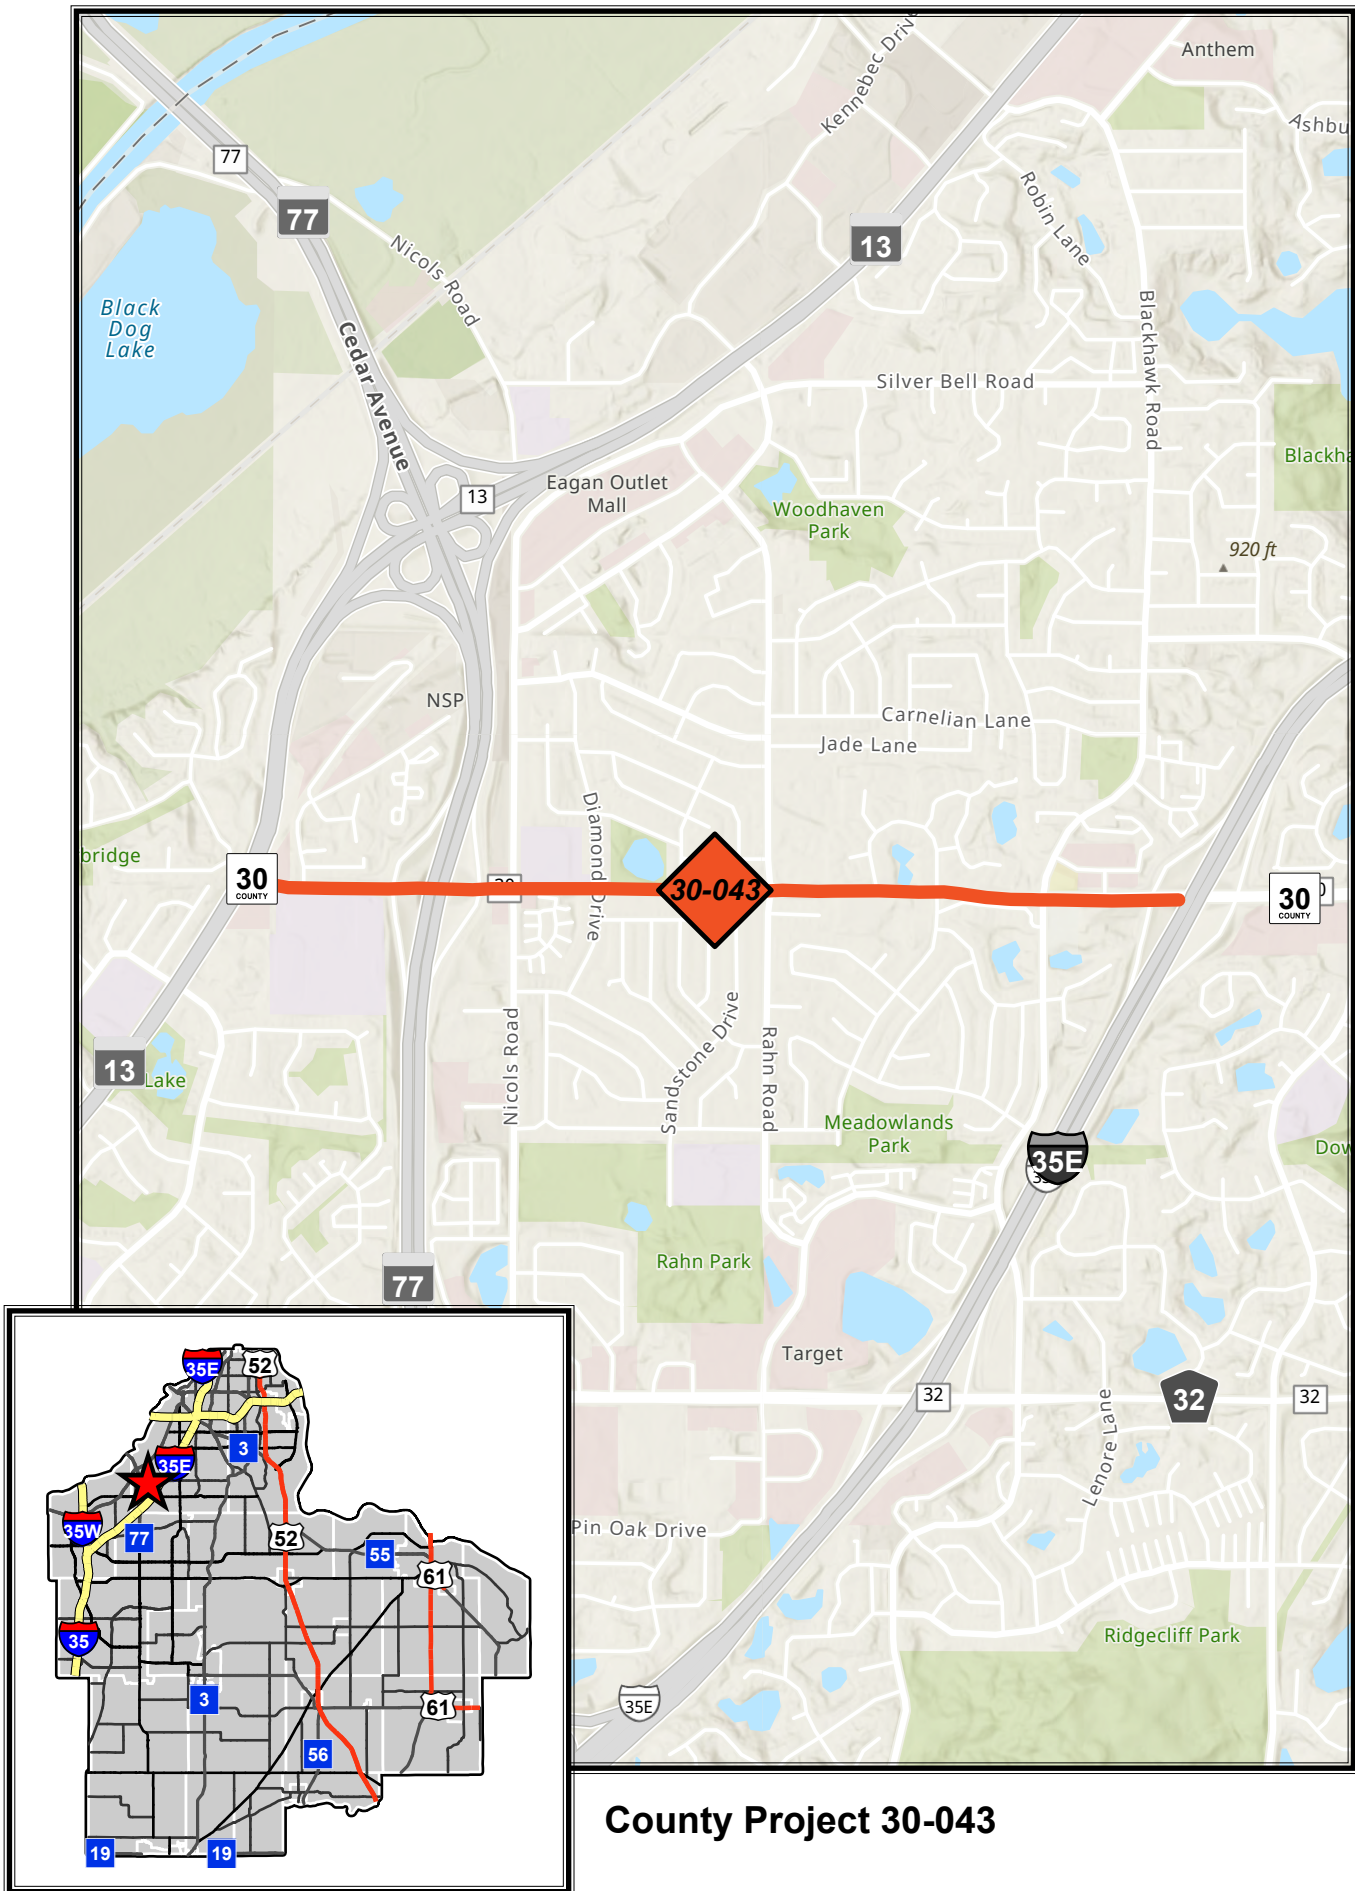 Anthem
Kennebec Drive
Ashbu
77
77
Robin Lane
13
Nicols Road
Black
Dog
Lake
Cedar Avenue
Blackhawk Road
Silver Bell Road
Blackha
Eagan Outlet
Mall
13
Woodhaven
Park
920 ft
NSP
Carnelian Lane
Jade Lane
Diamond Drive
bridge
30
COUNTY
30-043
30
COUNTY
0
Nicols Road
Sandstone Drive
Rahn Road
13
Lake
Meadowlands
Park
Dow
35E
77
Rahn Park
Target
32
32
32
Lenore Lane
Pin Oak Drive
Ridgecliff Park
35E
35E
52
3
35E
35W
77
52
55
61
35
3
61
56
19
19
County Project 30-043